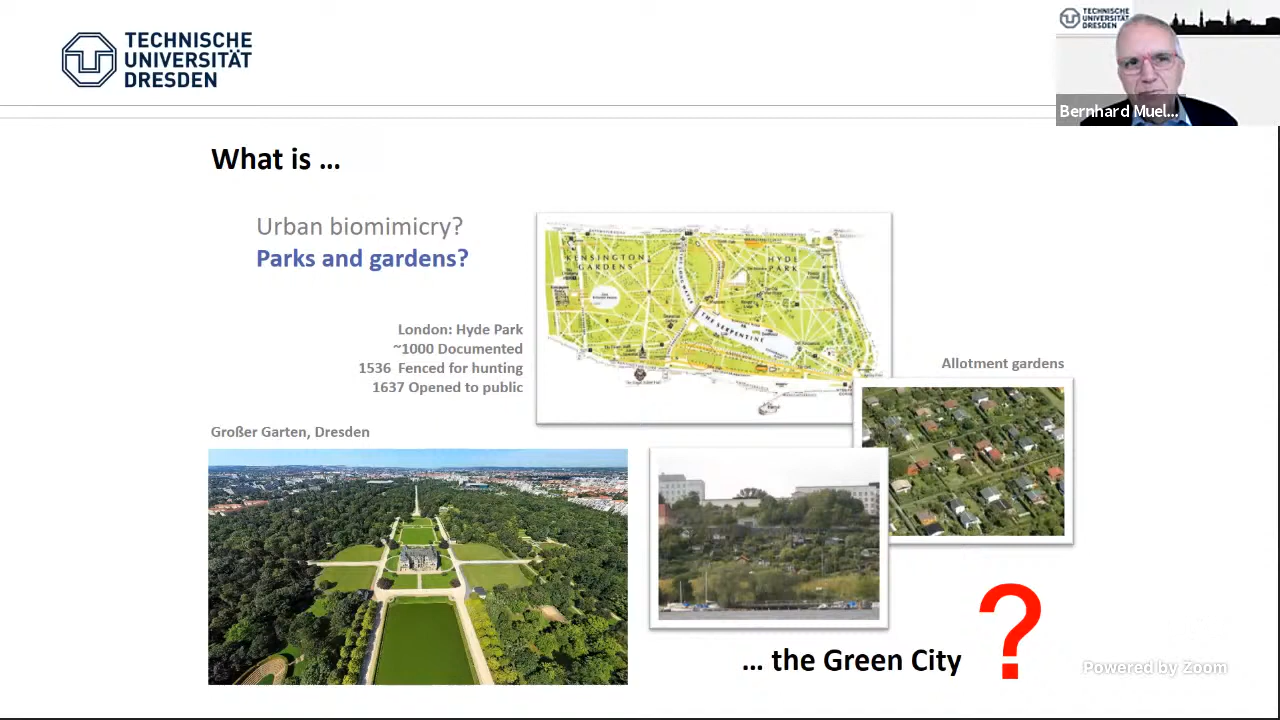 TECHNISCHE
UNIVERSITÄT
DRESDEN
TECHNISCHE
UNIVERSITÄT
DRESDEN
Bernhard Muel...
What is ...
Urban biomimicry?
Parks and gardens?
London: Hyde Park
~1000 Documented
1536 Fenced for hunting
1637 Opened to public
KENSINGTON
GARDENS
HYDE
PARK
THE SERPENTINE
Allotment gardens
Großer Garten, Dresden
... the Green City
?
Powered by Zoom